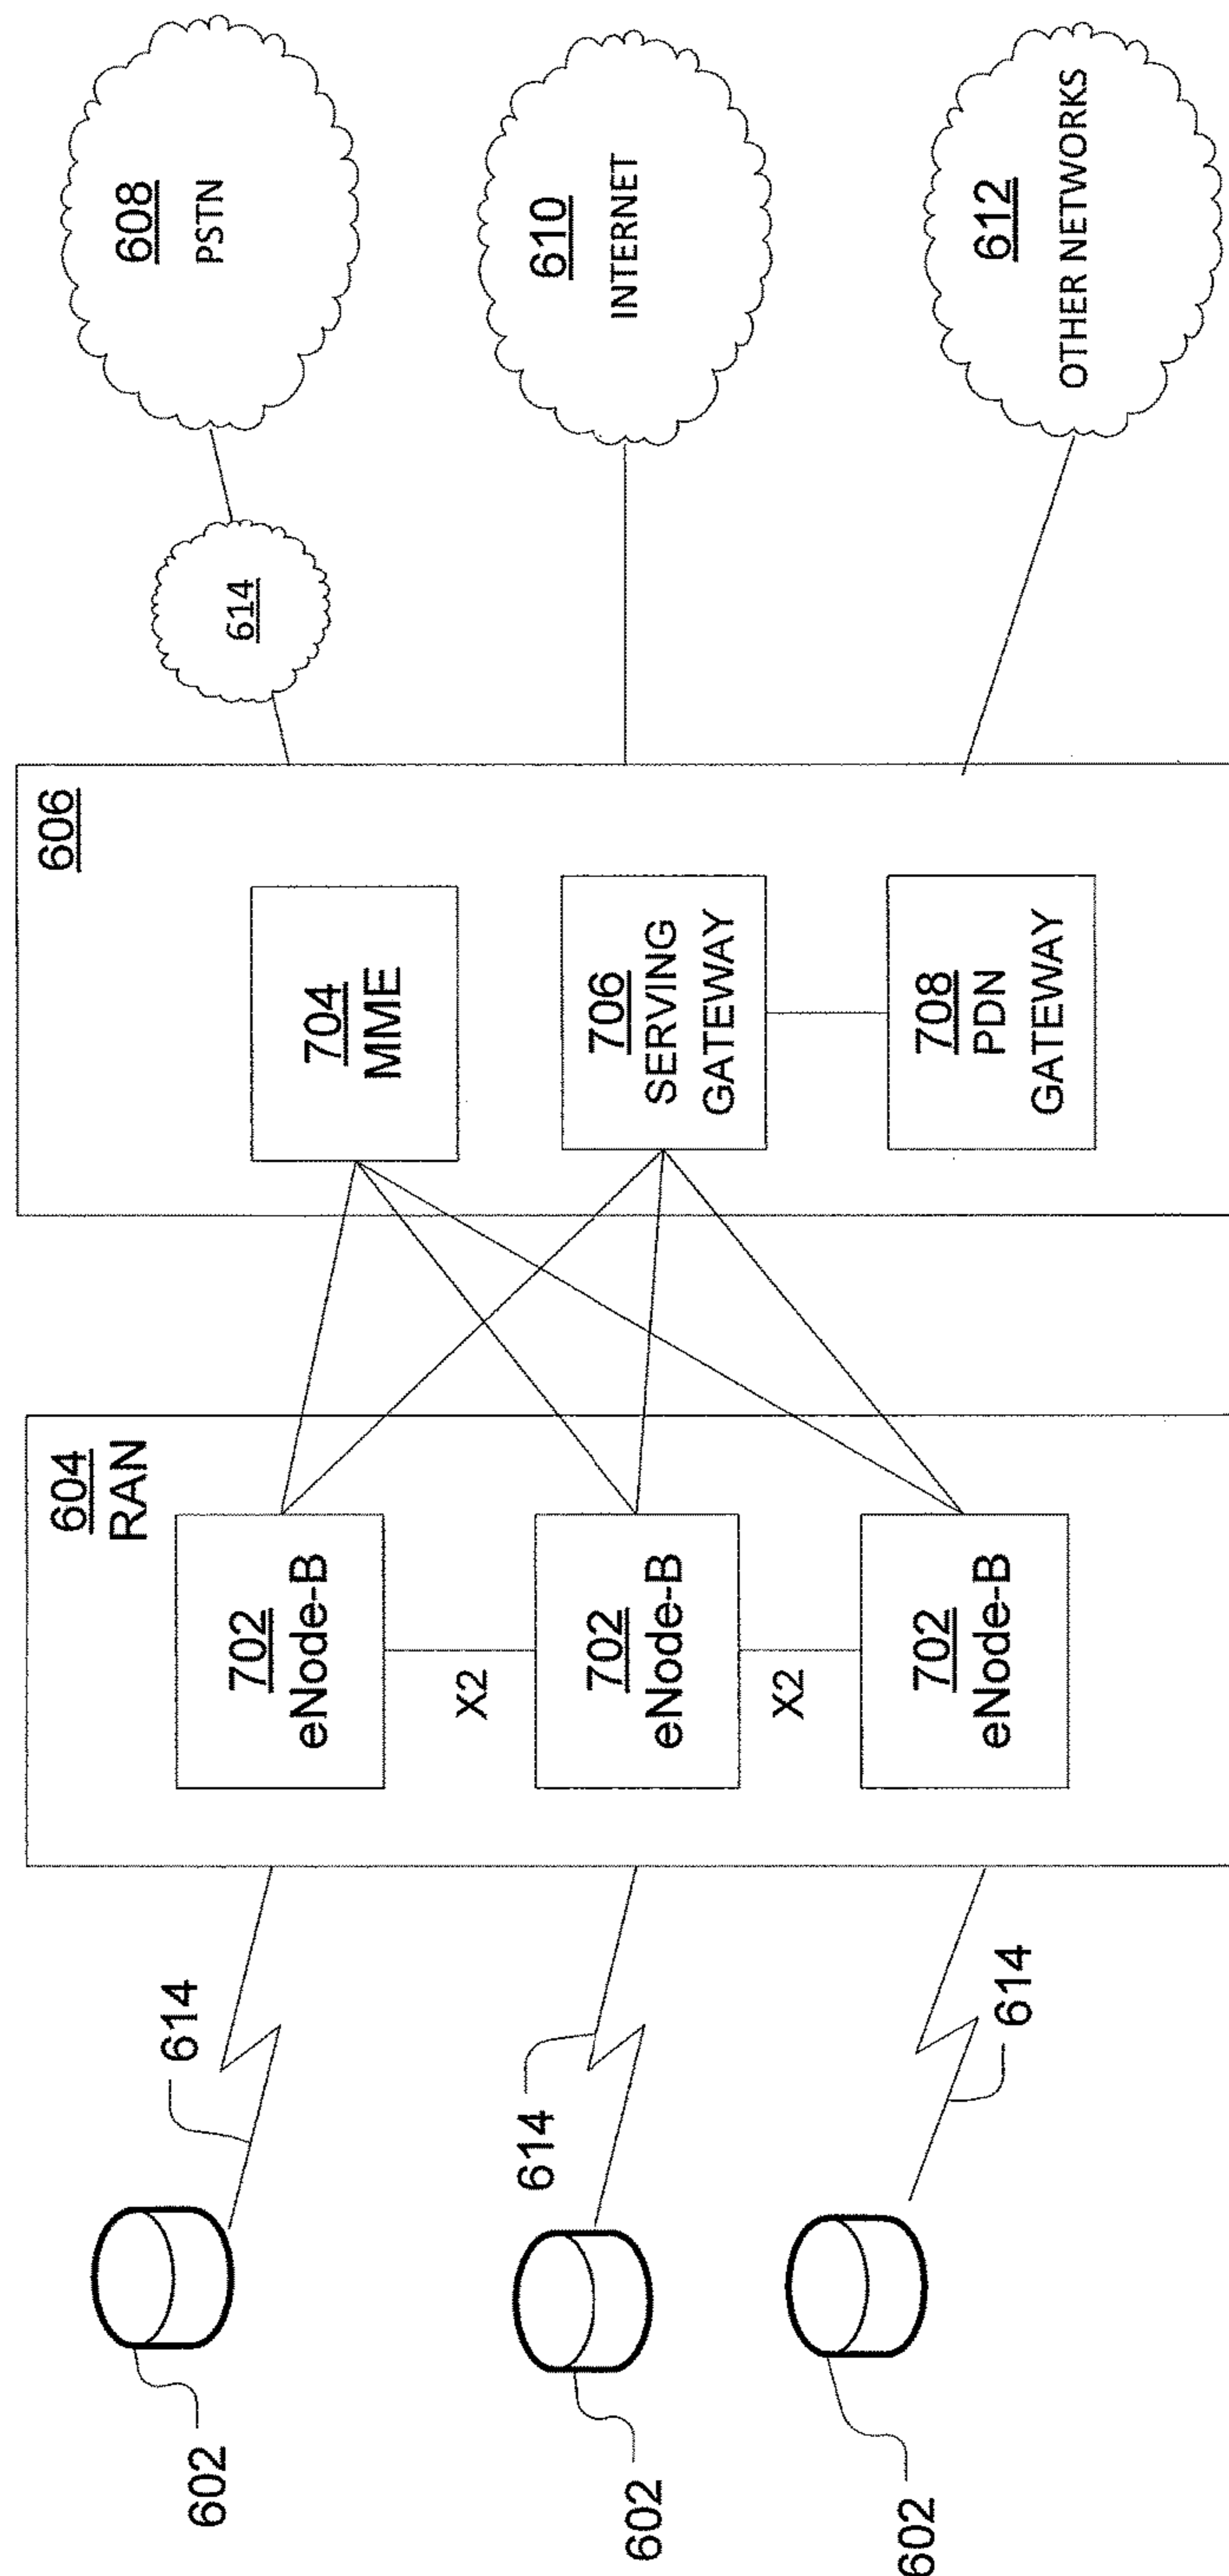 602
602
602
614
614
614
604
RAN
702
eNode-B
X2
702
eNode-B
X2
702
eNode-B
606
704
MME
706
SERVING
GATEWAY
708
PDN
GATEWAY
614
608
PSTN
610
INTERNET
612
OTHER NETWORKS